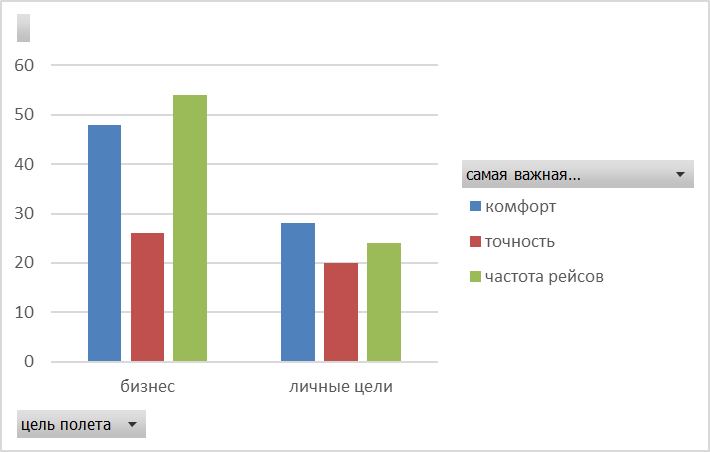 60
50
40
30
20
10
0
бизнес
личные цели
самая важная...
комфорт
точность
частота рейсов
цель полета